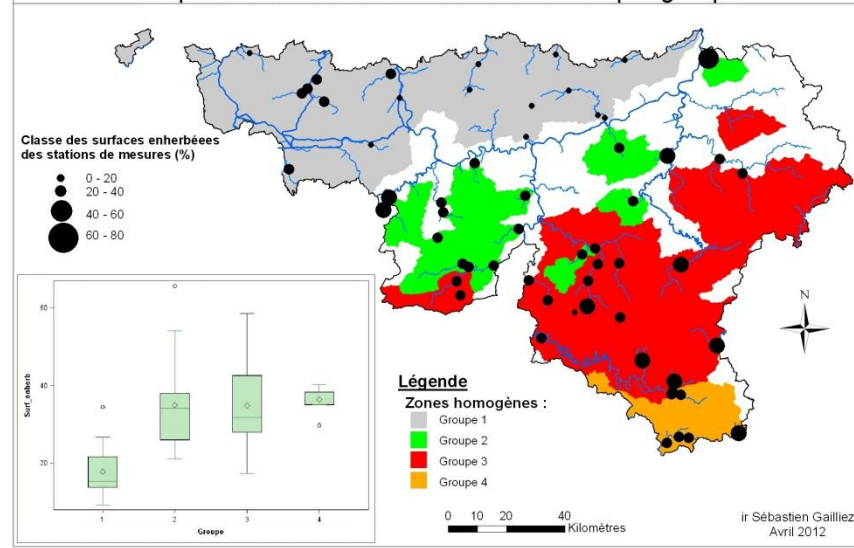 Classe des surfaces enherbéees
des stations de mesures (%)
0 - 20
20 - 40
40 - 60
60 - 80
N
60
40
20
Surf_enherb
1 2 3 4
Groupe
Légende
Zones homogènes :
Groupe 1
Groupe 2
Groupe 3
Groupe 4
0 10 20 40
Kilomètres
ir Sébastien Gailliez
Avril 2012